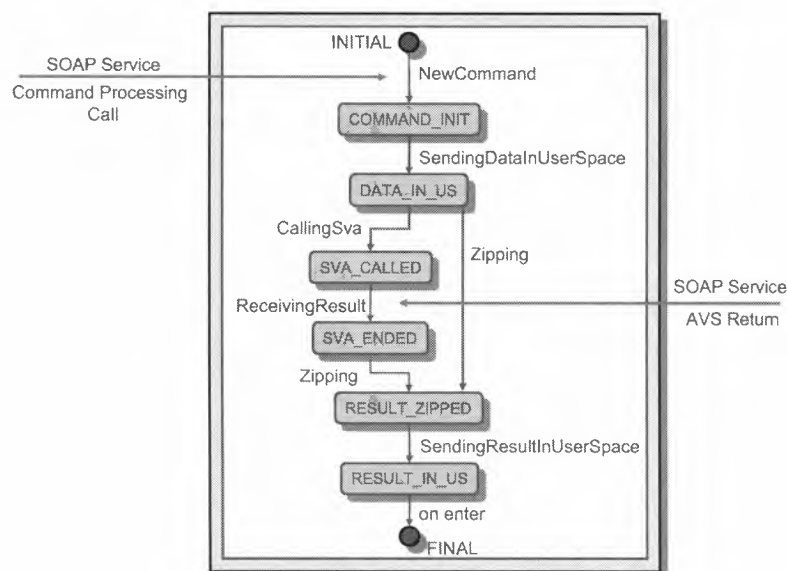 INITIAL
SOAP Service
Command Processing
Call
NewCommand
COMMAND_INIT
SendingDataInUserSpace
DATA_IN_US
CallingSva
Zipping
SVA_CALLED
SOAP Service
ReceivingResult
AVS Return
SVA_ENDED
Zipping
RESULT_ZIPPED
SendingResultInUserSpace
RESULT_IN_US
on enter
FINAL